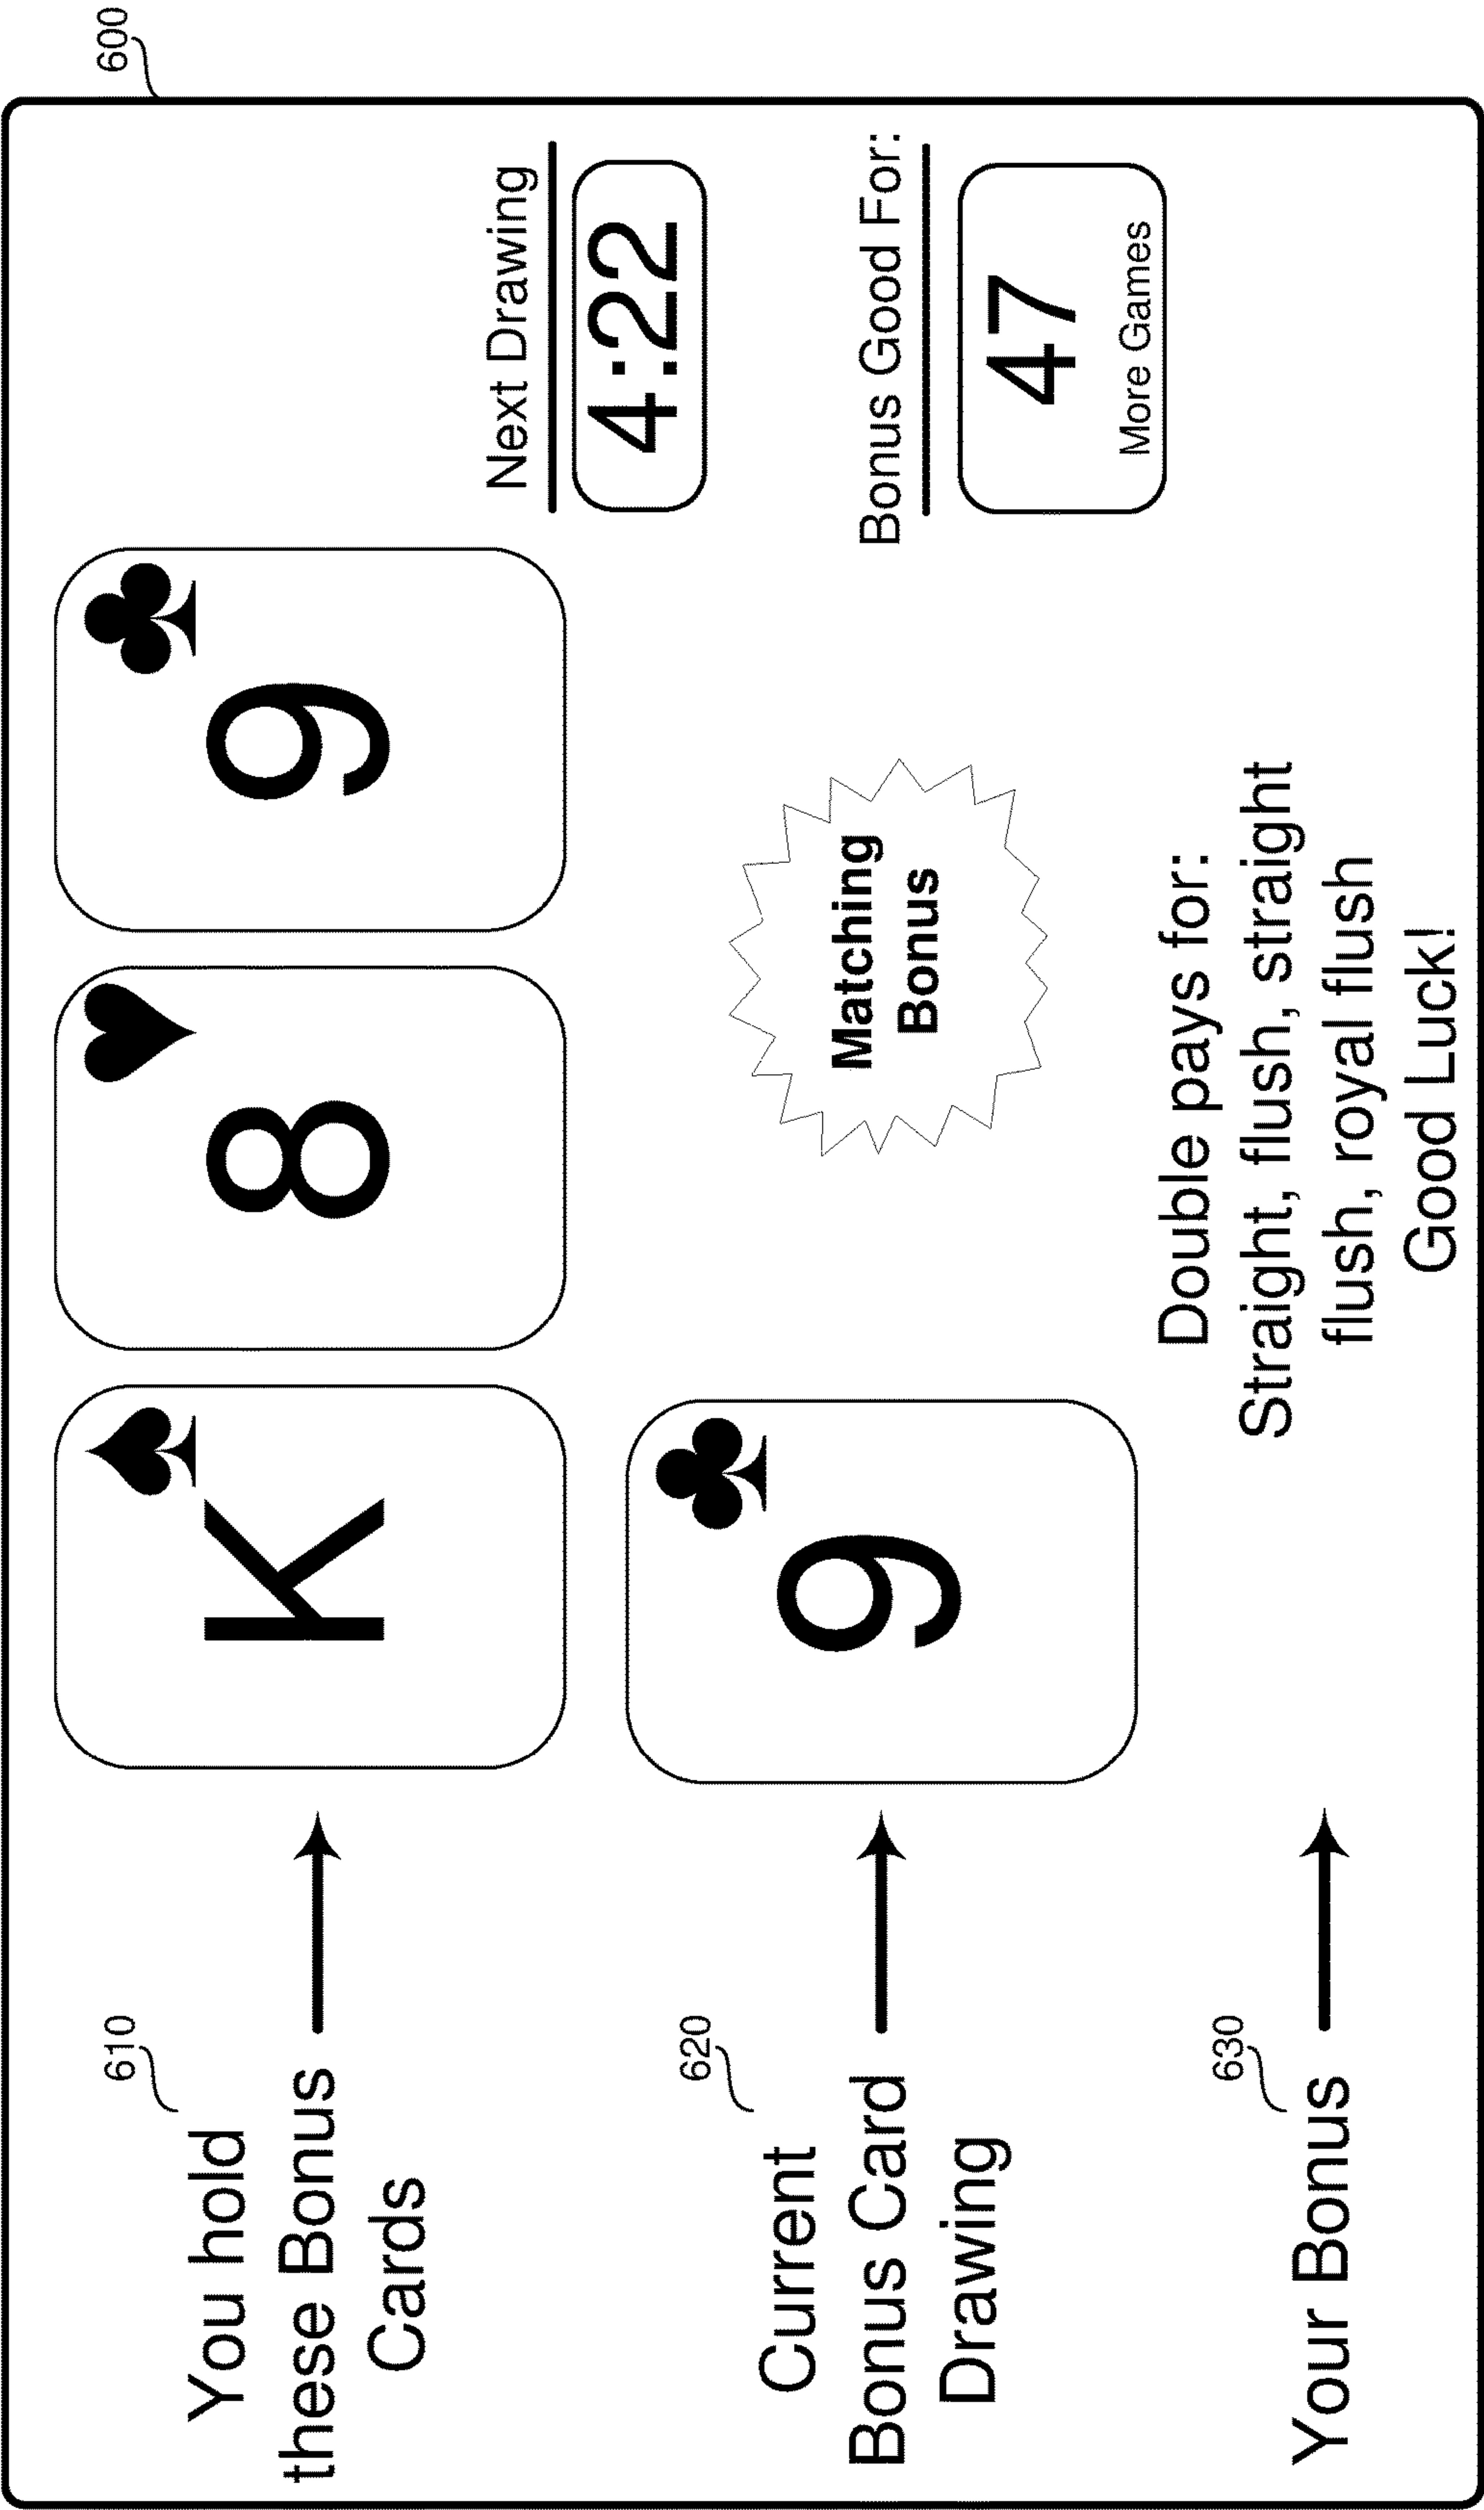 600
610
You hold
these Bonus
Cards
K
8
9
Next Drawing
4:22
620
Current
Bonus Card
Drawing
9
Matching
Bonus
Bonus Good For:
47
More Games
630
Your Bonus
Double pays for:
Straight, flush, straight
flush, royal flush
Good Luck!